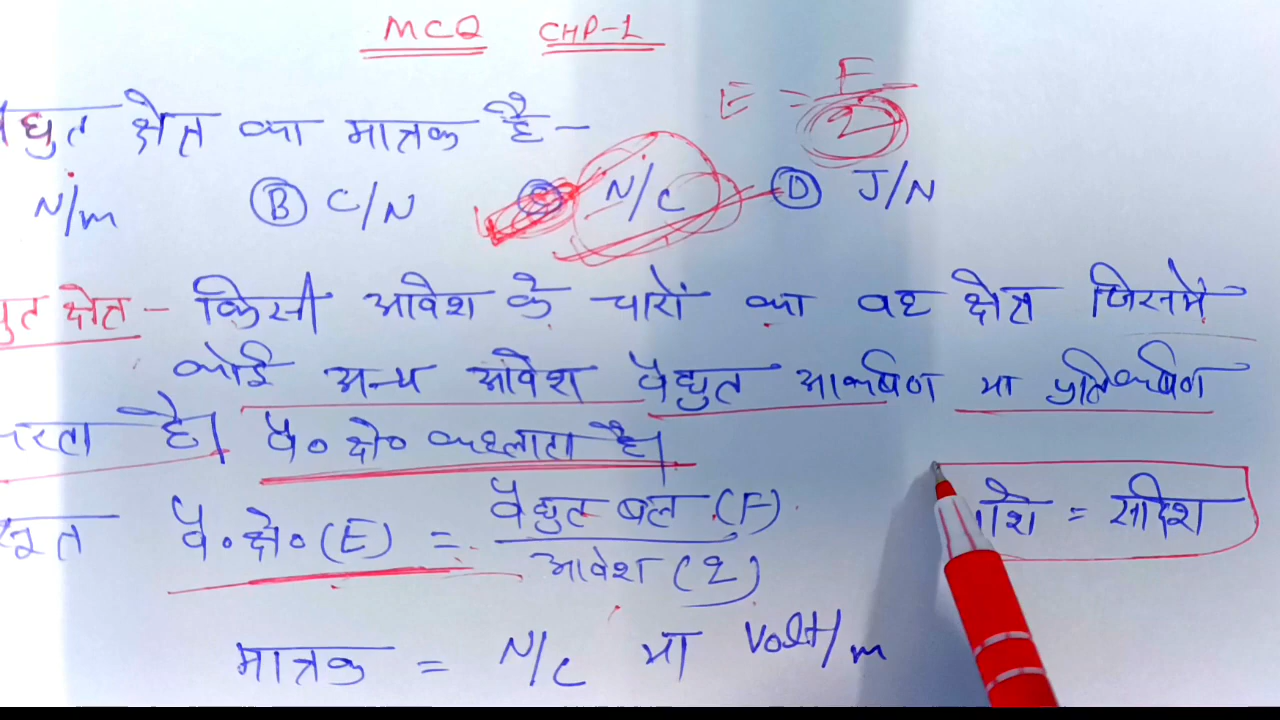 MCQ CHP-1
E = F/q
द्युत क्षेत्र का मात्रक है-
N/m Ⓑ C/N Ⓒ N/C Ⓓ J/N
क्षेत्र - किसी आवेश के चारों का वह क्षेत्र जिसमें
कोई अन्य आवेश वैद्युत आकर्षण या प्रतिकर्षण
करता है। वै० क्षे० कहलाता है।
वै०क्षे०(E) = वैद्युत बल (F) / आवेश (q)
= सदिश
मात्रक = N/C या Volt/m